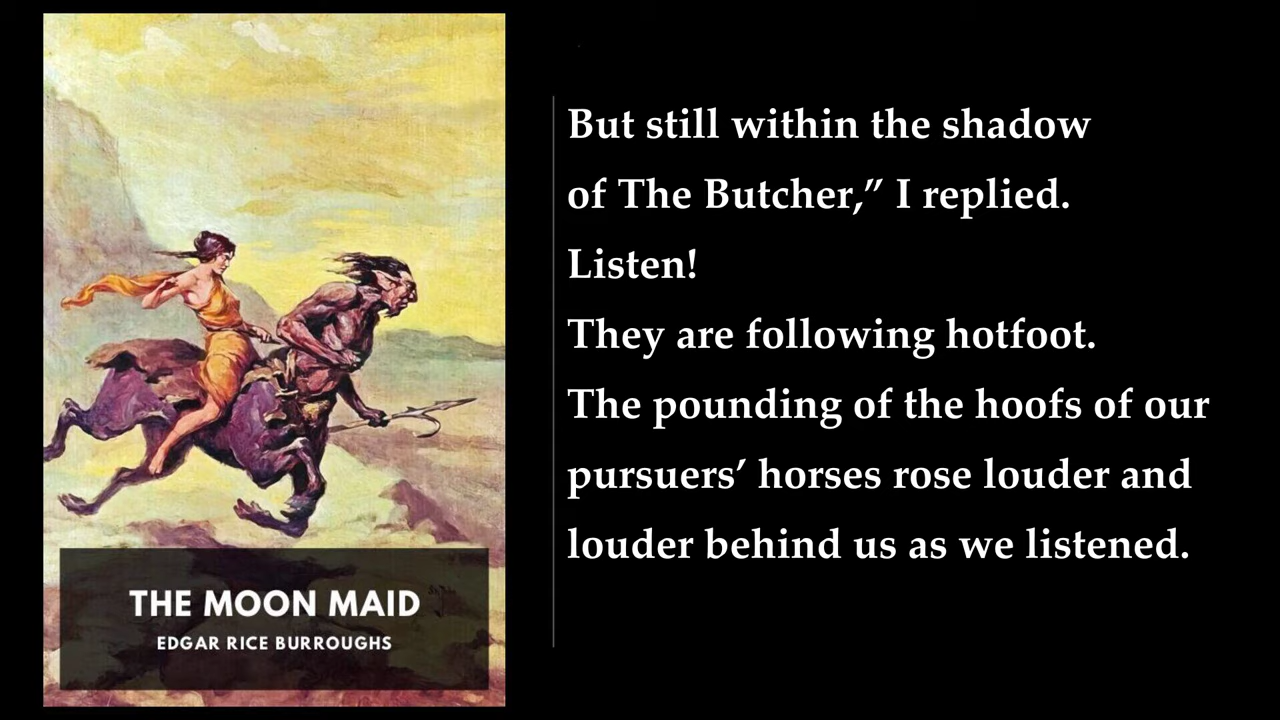 But still within the shadow
of The Butcher,” I replied.
Listen!
They are following hotfoot.
The pounding of the hoofs of our
pursuers’ horses rose louder and
louder behind us as we listened.
THE MOON MAID
EDGAR RICE BURROUGHS